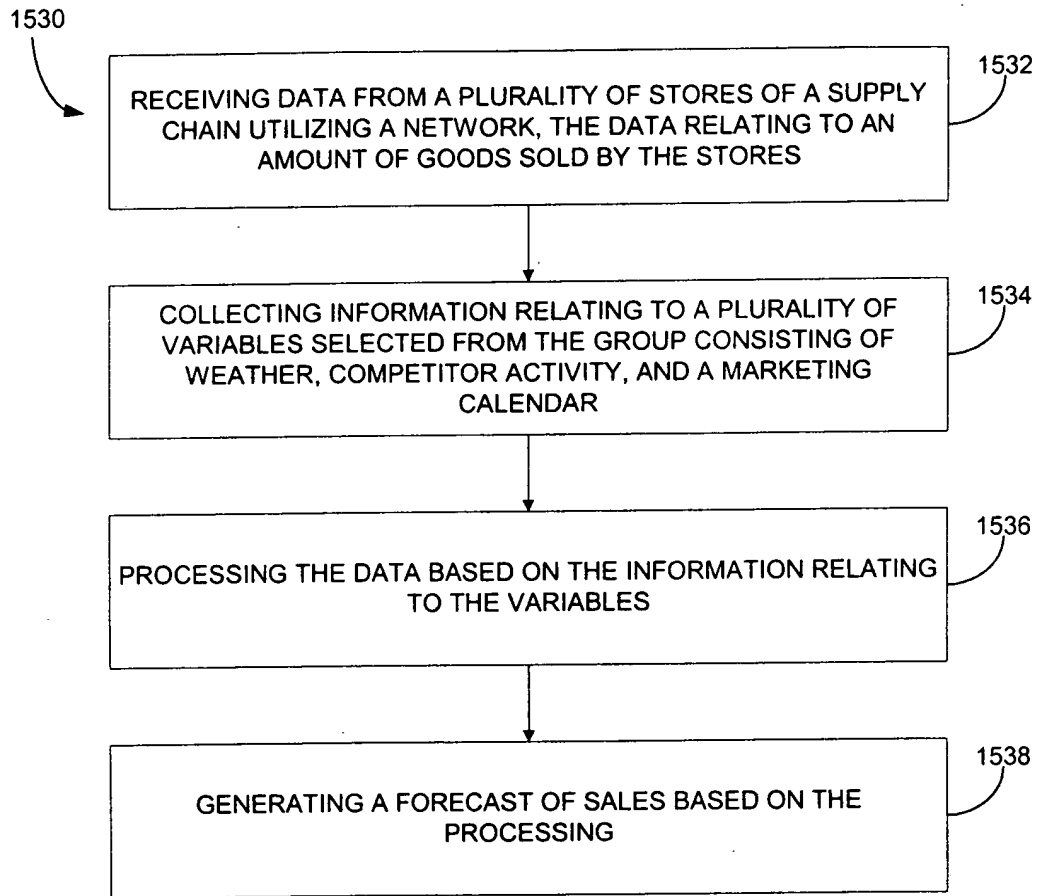 1530
1532
RECEIVING DATA FROM A PLURALITY OF STORES OF A SUPPLY
CHAIN UTILIZING A NETWORK, THE DATA RELATING TO AN
AMOUNT OF GOODS SOLD BY THE STORES
1534
COLLECTING INFORMATION RELATING TO A PLURALITY OF
VARIABLES SELECTED FROM THE GROUP CONSISTING OF
WEATHER, COMPETITOR ACTIVITY, AND A MARKETING
CALENDAR
1536
PROCESSING THE DATA BASED ON THE INFORMATION RELATING
TO THE VARIABLES
1538
GENERATING A FORECAST OF SALES BASED ON THE
PROCESSING